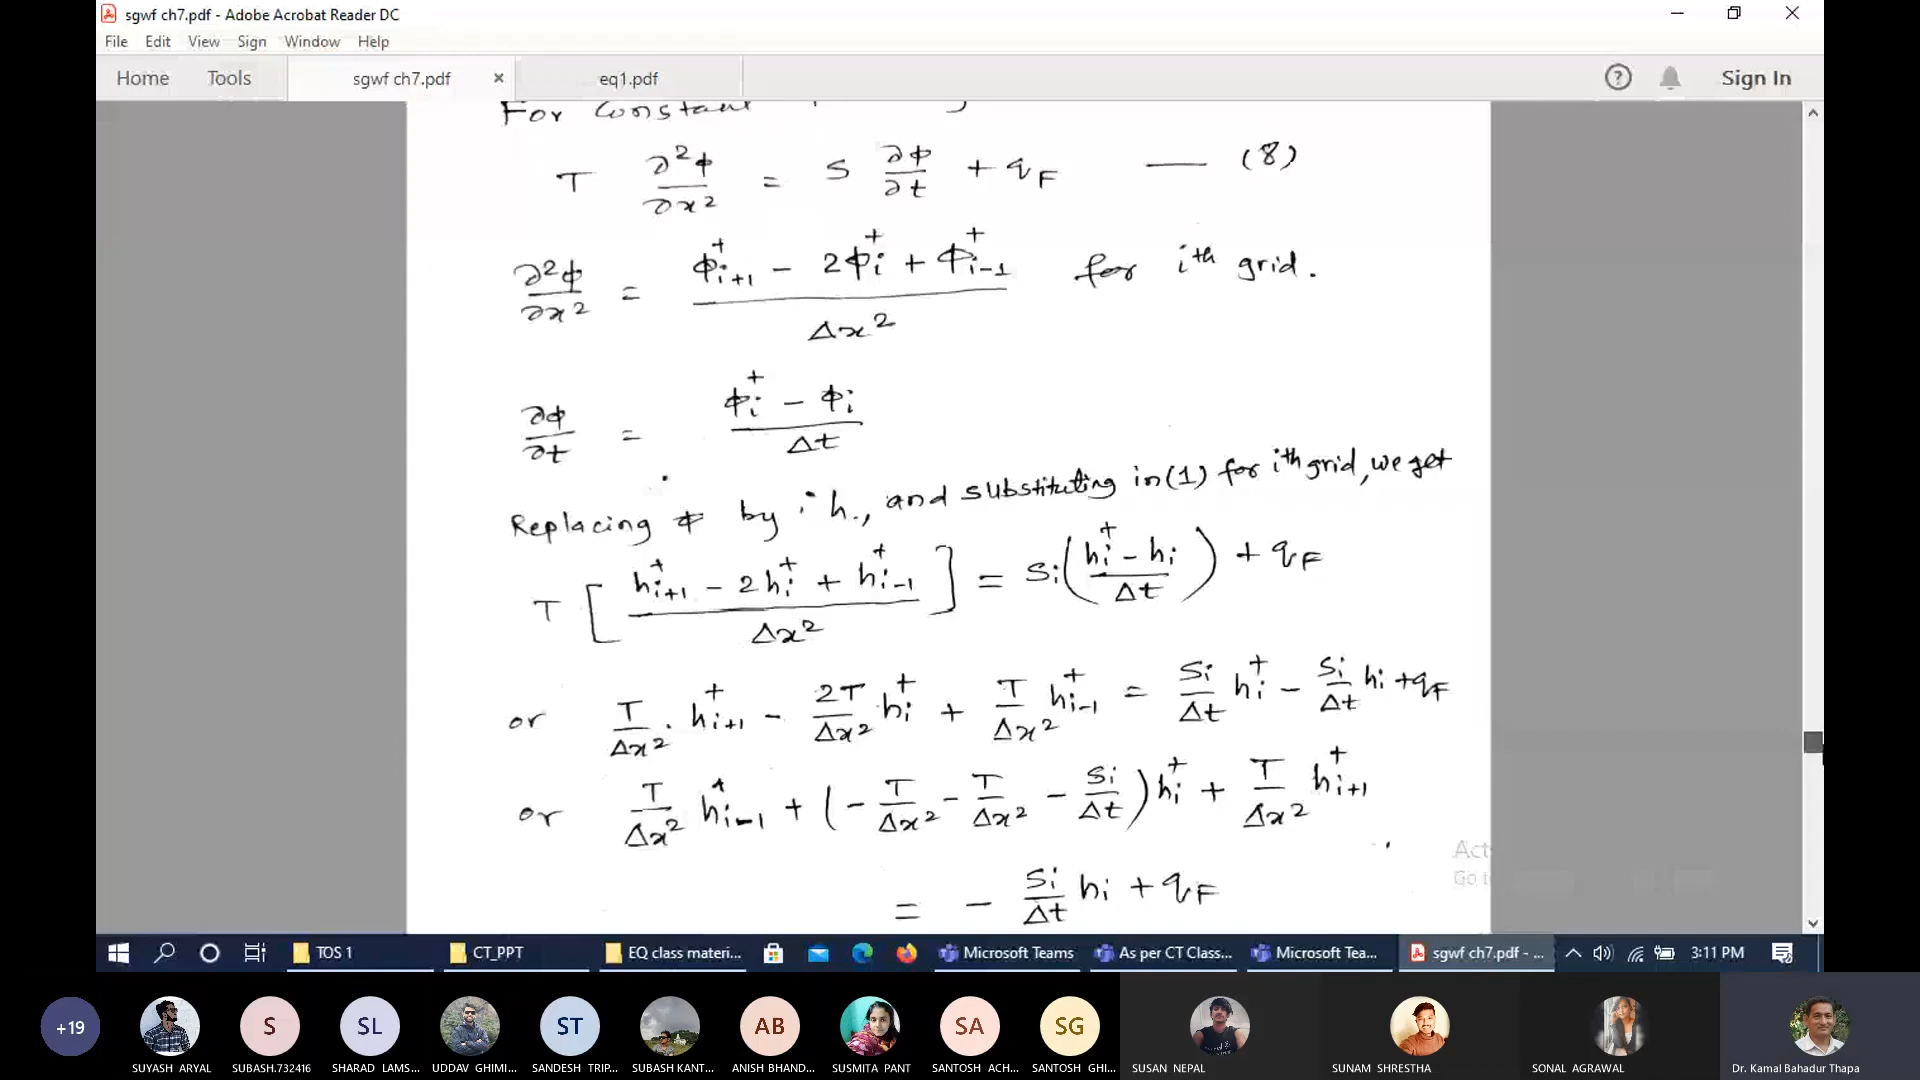 sgwf ch7.pdf - Adobe Acrobat Reader DC
File Edit View Sign Window Help
Home Tools sgwf ch7.pdf × eq1.pdf ? Sign In
For constant
T ∂²φ/∂x² = S ∂φ/∂t + qF — (8)
∂²φ/∂x² = (φ⁺i+1 − 2φ⁺i + φ⁺i−1)/Δx² for ith grid.
∂φ/∂t = (φ⁺i − φi)/Δt
Replacing φ by h., and substituting in (1) for ith grid, we get
T [(h⁺i+1 − 2h⁺i + h⁺i−1)/Δx²] = Si((h⁺i − hi)/Δt) + qF
or T/Δx² . h⁺i+1 − 2T/Δx² h⁺i + T/Δx² h⁺i−1 = Si/Δt h⁺i − Si/Δt hi + qF
or T/Δx² h⁺i−1 + (− T/Δx² − T/Δx² − Si/Δt) h⁺i + T/Δx² h⁺i+1
= − Si/Δt hi + qF
TOS 1 CT_PPT EQ class materi... Microsoft Teams As per CT Class... Microsoft Tea... sgwf ch7.pdf - ... 3:11 PM
+19 S SL ST AB SA SG
SUYASH ARYAL SUBASH.732416 SHARAD LAMS... UDDAV GHIMI... SANDESH TRIP... SUBASH KANT... ANISH BHAND... SUSMITA PANT SANTOSH ACH... SANTOSH GHI... SUSAN NEPAL SUNAM SHRESTHA SONAL AGRAWAL Dr. Kamal Bahadur Thapa